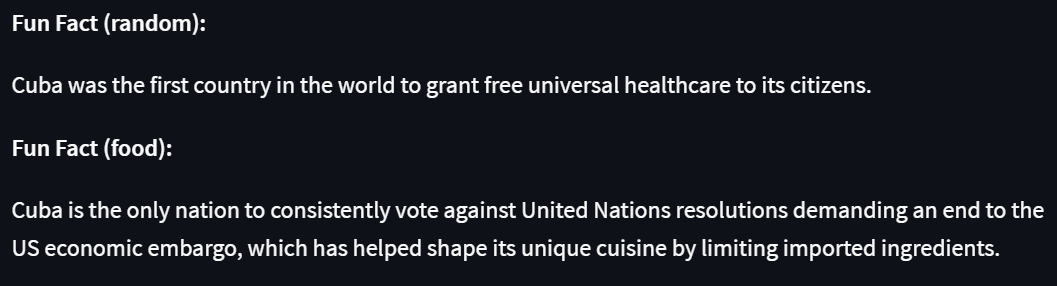 Fun Fact (random):
Cuba was the first country in the world to grant free universal healthcare to its citizens.
Fun Fact (food):
Cuba is the only nation to consistently vote against United Nations resolutions demanding an end to the
US economic embargo, which has helped shape its unique cuisine by limiting imported ingredients.